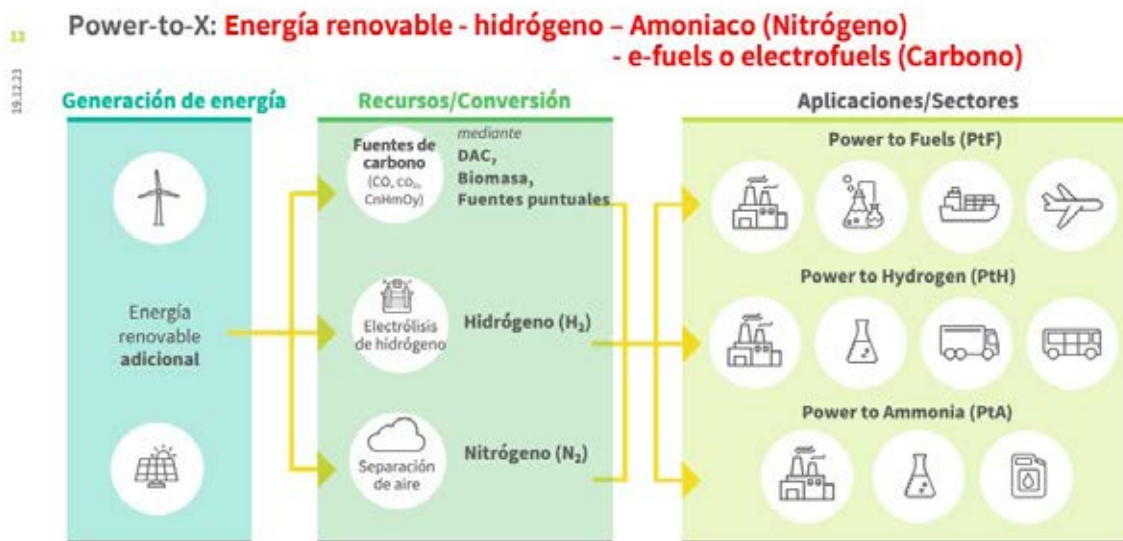 Power-to-X: Energía renovable - hidrógeno – Amoniaco (Nitrógeno)
- e-fuels o electrofuels (Carbono)
13
19.12.23
Generación de energía
Energía
renovable
adicional
Recursos/Conversión
Fuentes de
carbono
(CO, CO₂,
CnHmOy)
mediante
DAC,
Biomasa,
Fuentes puntuales
Electrólisis
de hidrógeno
Hidrógeno (H₂)
Separación
de aire
Nitrógeno (N₂)
Aplicaciones/Sectores
Power to Fuels (PtF)
Power to Hydrogen (PtH)
Power to Ammonia (PtA)